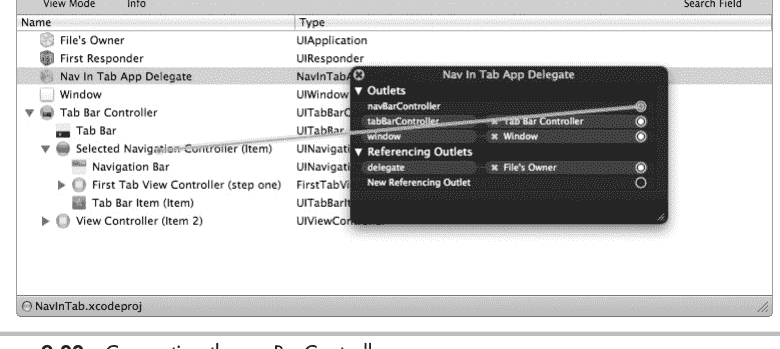 View Mode Info Search Field
Name Type
File's Owner UIApplication
First Responder UIResponder
Nav In Tab App Delegate NavInTabA
Window UIWindow
Tab Bar Controller UITabBarC
Tab Bar UITabBar
Selected Navigation Controller (Item) UINavigati
Navigation Bar UINavigati
First Tab View Controller (step one) FirstTabVi
Tab Bar Item (Item) UITabBarIt
View Controller (Item 2) UIViewCon
Nav In Tab App Delegate
Outlets
navBarController
tabBarController Tab Bar Controller
window Window
Referencing Outlets
delegate File's Owner
New Referencing Outlet
NavInTab.xcodeproj